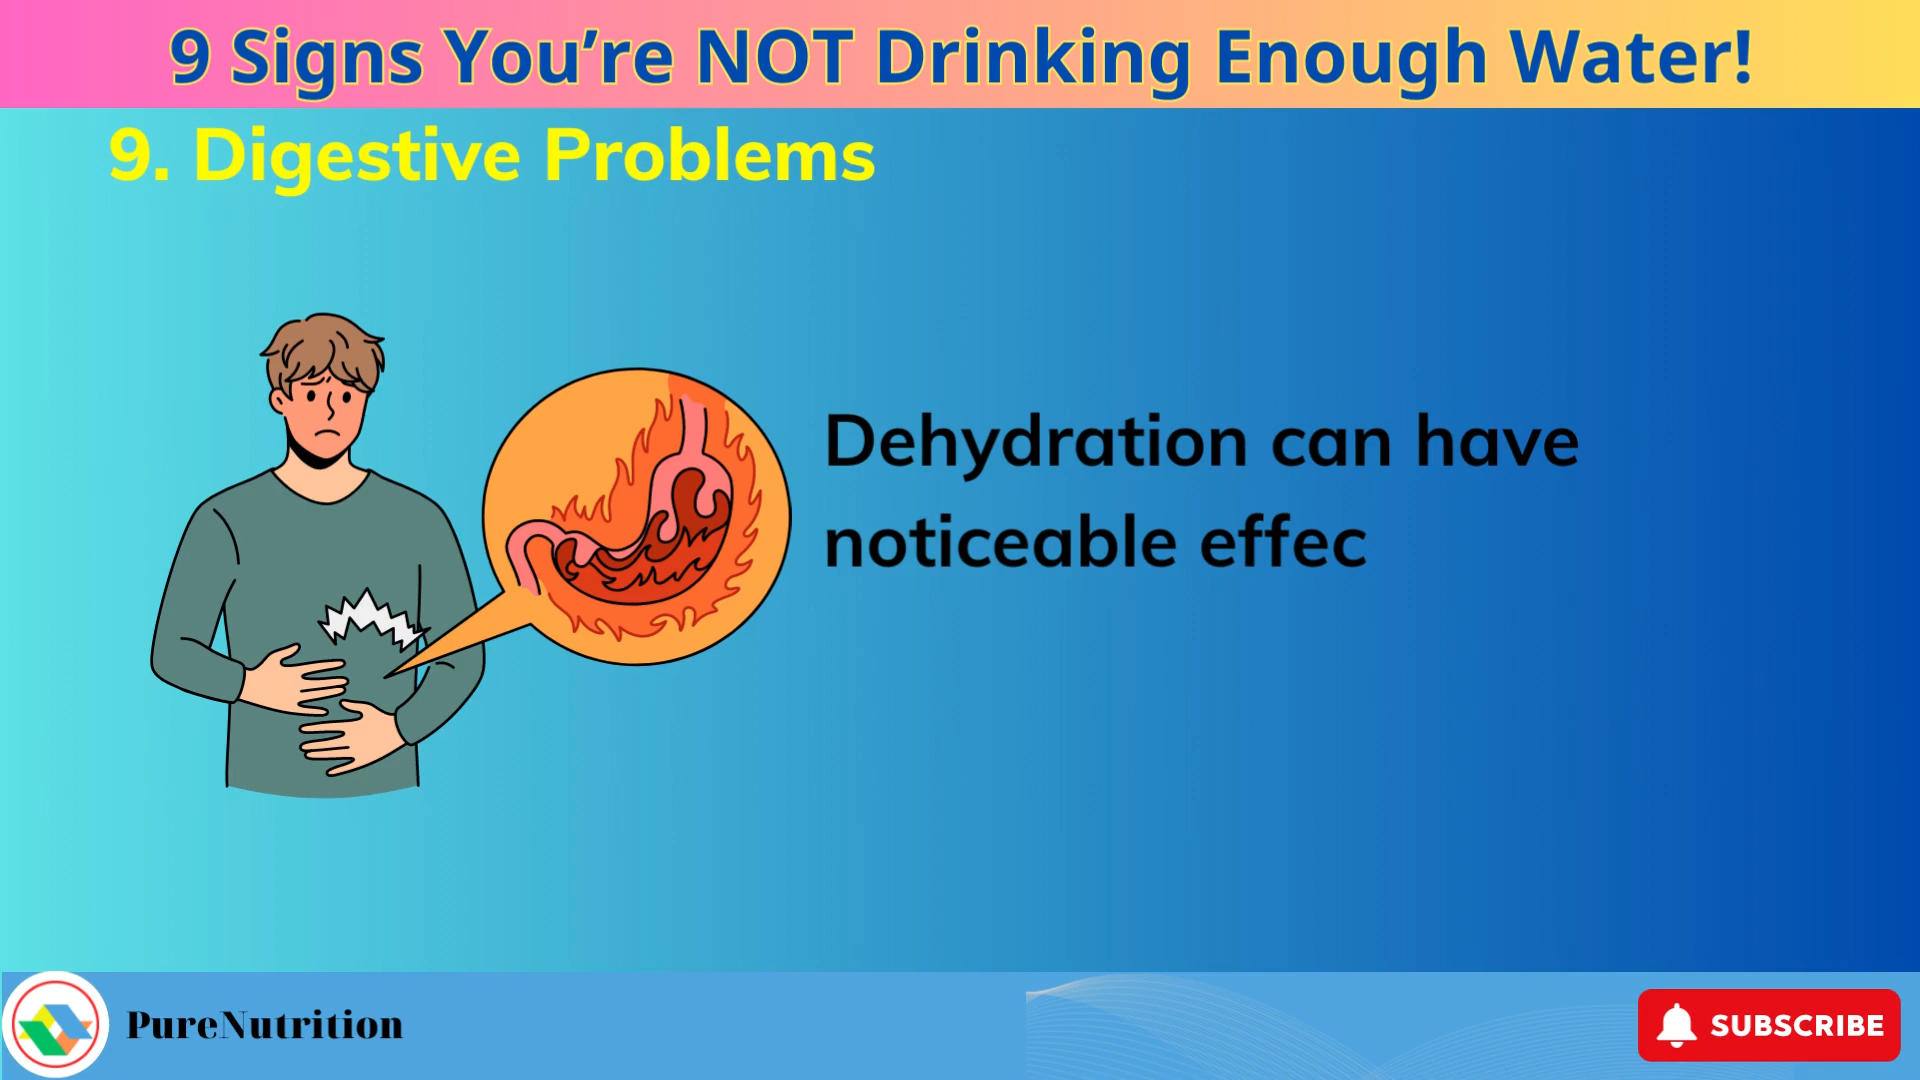 9 Signs You’re NOT Drinking Enough Water!
9. Digestive Problems
Dehydration can have
noticeable effec
PureNutrition
SUBSCRIBE